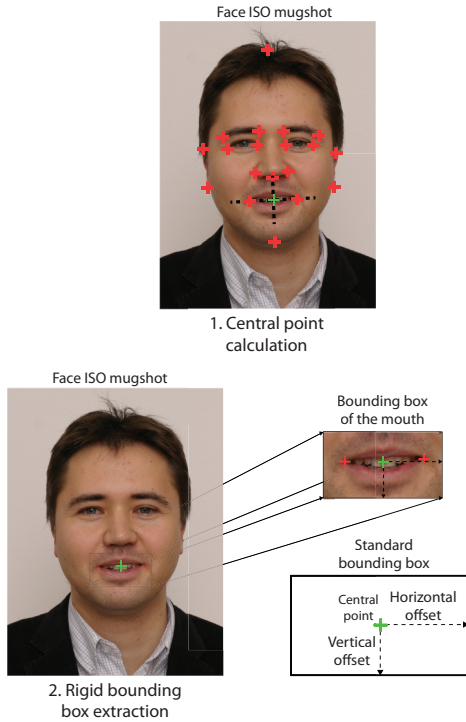 Face ISO mugshot
1. Central point
calculation
Face ISO mugshot
Bounding box
of the mouth
Standard
bounding box
Central
point
Horizontal
offset
Vertical
offset
2. Rigid bounding
box extraction